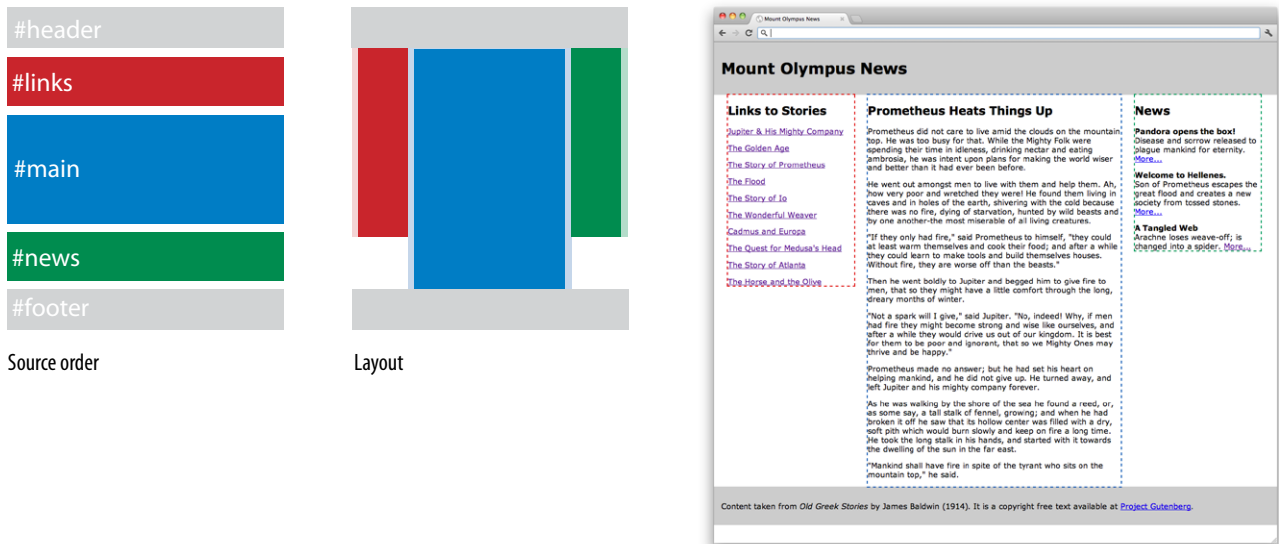 #header
#links
#main
#news
#footer
Source order
Layout
Mount Olympus News
Mount Olympus News
Links to Stories
Jupiter & His Mighty Company
The Golden Age
The Story of Prometheus
The Flood
The Story of Io
The Wonderful Weaver
Cadmus and Europa
The Quest for Medusa's Head
The Story of Atlanta
The Horse and the Olive
Prometheus Heats Things Up
Prometheus did not care to live amid the clouds on the mountain
top. He was too busy for that. While the Mighty Folk were
spending their time in idleness, drinking nectar and eating
ambrosia, he was intent upon plans for making the world wiser
and better than it had ever been before.
He went out amongst men to live with them and help them. Ah,
how very poor and wretched they were! He found them living in
caves and in holes of the earth, shivering with the cold because
there was no fire, dying of starvation, hunted by wild beasts and
by one another-the most miserable of all living creatures.
"If they only had fire," said Prometheus to himself, "they could
at least warm themselves and cook their food; and after a while
they could learn to make tools and build themselves houses.
Without fire, they are worse off than the beasts."
Then he went boldly to Jupiter and begged him to give fire to
men, that so they might have a little comfort through the long,
dreary months of winter.
"Not a spark will I give," said Jupiter. "No, indeed! Why, if men
had fire they might become strong and wise like ourselves, and
after a while they would drive us out of our kingdom. It is best
for them to be poor and ignorant, that so we Mighty Ones may
thrive and be happy."
Prometheus made no answer; but he had set his heart on
helping mankind, and he did not give up. He turned away, and
left Jupiter and his mighty company forever.
As he was walking by the shore of the sea he found a reed, or,
as some say, a tall stalk of fennel, growing; and when he had
broken it off he saw that its hollow center was filled with a dry,
soft pith which would burn slowly and keep on fire a long time.
He took the long stalk in his hands, and started with it towards
the dwelling of the sun in the far east.
"Mankind shall have fire in spite of the tyrant who sits on the
mountain top," he said.
News
Pandora opens the box!
Disease and sorrow released to
plague mankind for eternity.
More...
Welcome to Hellenes.
Son of Prometheus escapes the
great flood and creates a new
society from tossed stones.
More...
A Tangled Web
Arachne loses weave-off; is
changed into a spider. More...
Content taken from Old Greek Stories by James Baldwin (1914). It is a copyright free text available at Project Gutenberg.